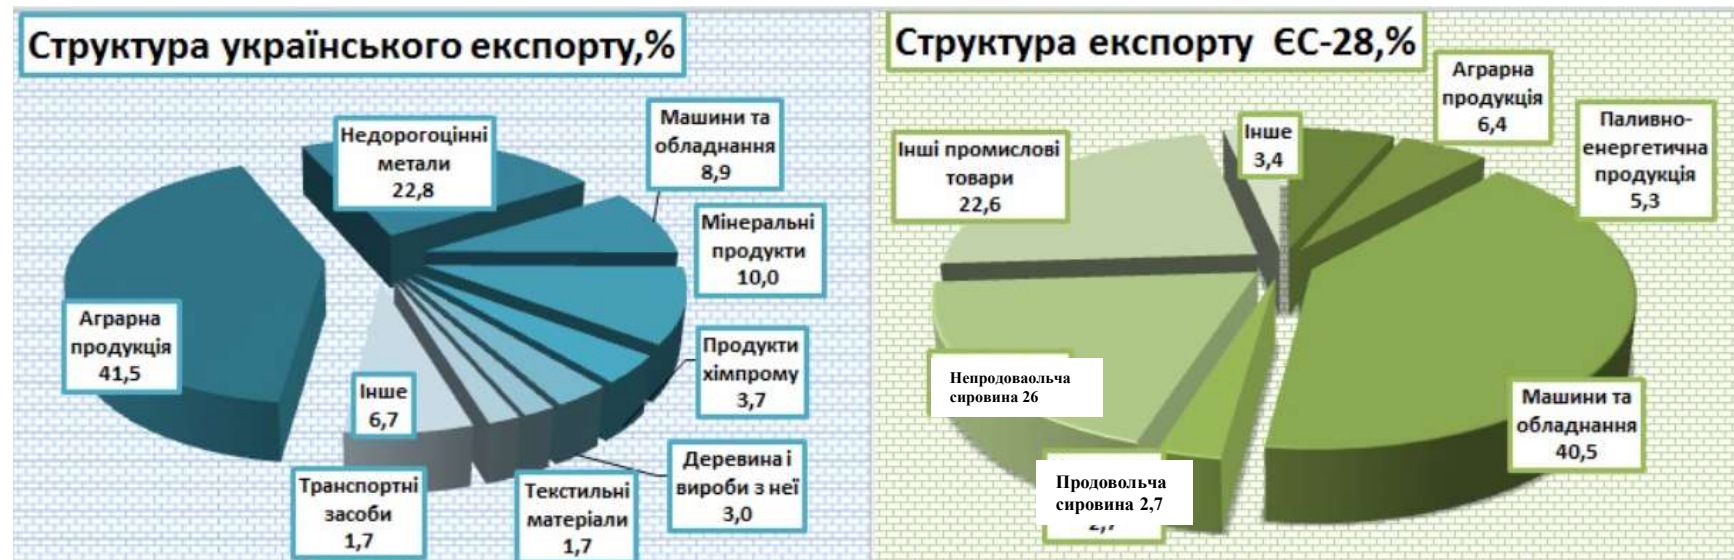 Структура українського експорту,%
Недорогоцінні
метали
22,8
Машини та
обладнання
8,9
Мінеральні
продукти
10,0
Продукти
хімпрому
3,7
Деревина і
вироби з неї
3,0
Текстильні
матеріали
1,7
Транспортні
засоби
1,7
Інше
6,7
Аграрна
продукція
41,5
Структура експорту ЄС-28,%
Інше
3,4
Аграрна
продукція
6,4
Паливно-
енергетична
продукція
5,3
Машини та
обладнання
40,5
Продовольча
сировина 2,7
2,7
Непродоваольча
сировина 26
Інші промислові
товари
22,6